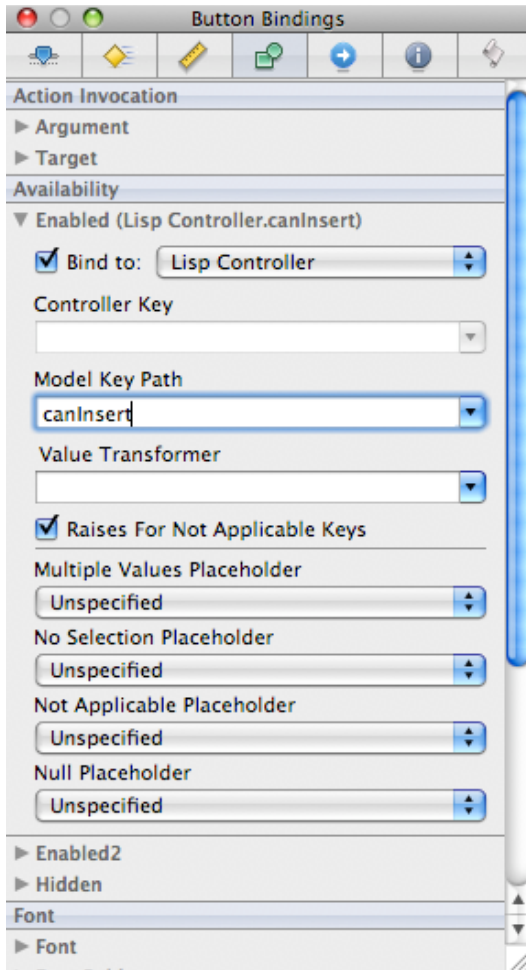 Button Bindings
Action Invocation
Argument
Target
Availability
Enabled (Lisp Controller.canInsert)
Bind to: Lisp Controller
Controller Key
Model Key Path
canInsert
Value Transformer
Raises For Not Applicable Keys
Multiple Values Placeholder
Unspecified
No Selection Placeholder
Unspecified
Not Applicable Placeholder
Unspecified
Null Placeholder
Unspecified
Enabled2
Hidden
Font
Font